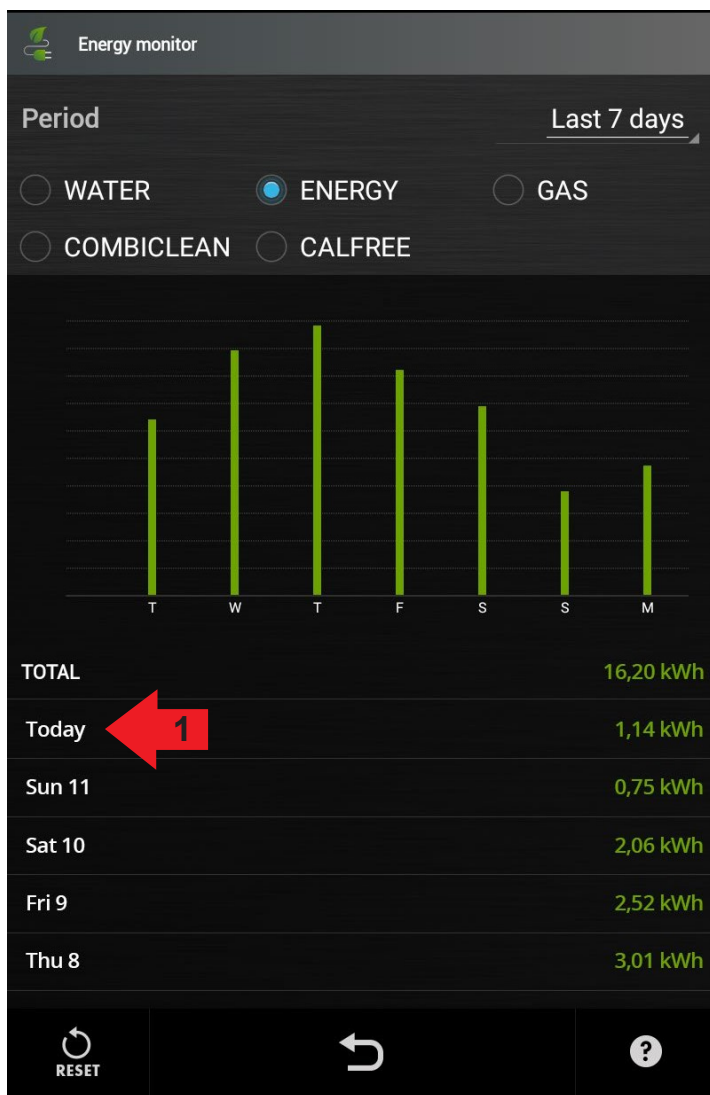 Energy monitor
Period Last 7 days
WATER ENERGY GAS
COMBICLEAN CALFREE
T W T F S S M
TOTAL 16,20 kWh
Today 1 1,14 kWh
Sun 11 0,75 kWh
Sat 10 2,06 kWh
Fri 9 2,52 kWh
Thu 8 3,01 kWh
RESET ?